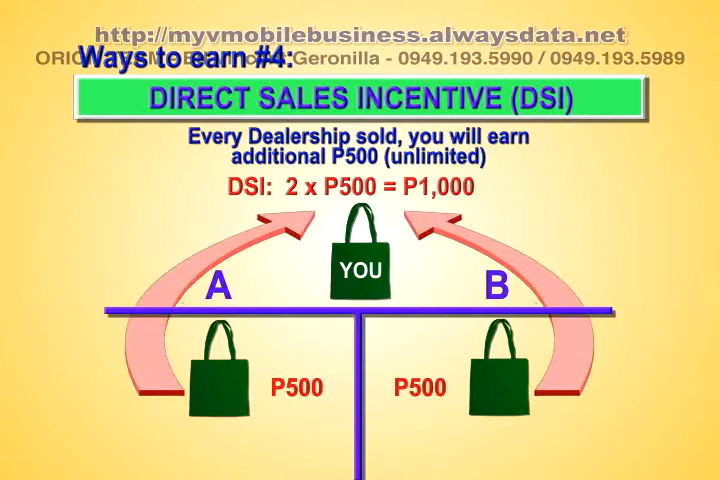 http://myvmobilebusiness.alwaysdata.net
Geronilla - 0949.193.5990 / 0949.193.5989
Ways to earn #4:
DIRECT SALES INCENTIVE (DSI)
Every Dealership sold, you will earn
additional P500 (unlimited)
DSI: 2 x P500 = P1,000
YOU
A B
P500 P500